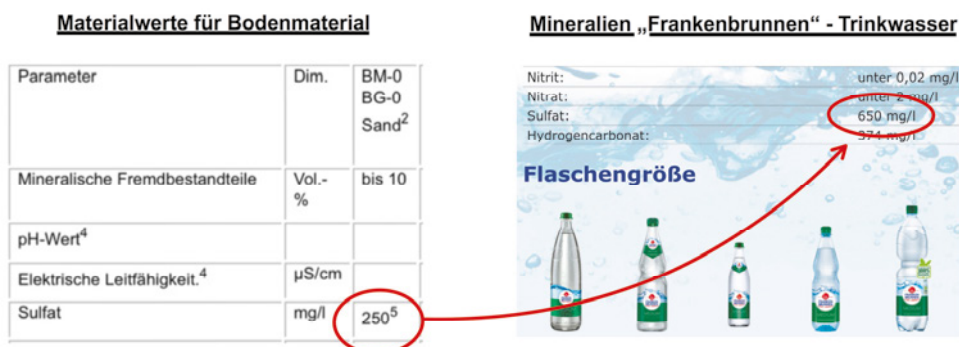 Materialwerte für Bodenmaterial
Parameter Dim. BM-0
BG-0
Sand²
Mineralische Fremdbestandteile Vol.- bis 10
%
pH-Wert⁴
Elektrische Leitfähigkeit.⁴ µS/cm
Sulfat mg/l 250⁵
Mineralien „Frankenbrunnen“ - Trinkwasser
Nitrit: unter 0,02 mg/l
Nitrat: unter 2 mg/l
Sulfat: 650 mg/l
Hydrogencarbonat: 374 mg/l
Flaschengröße